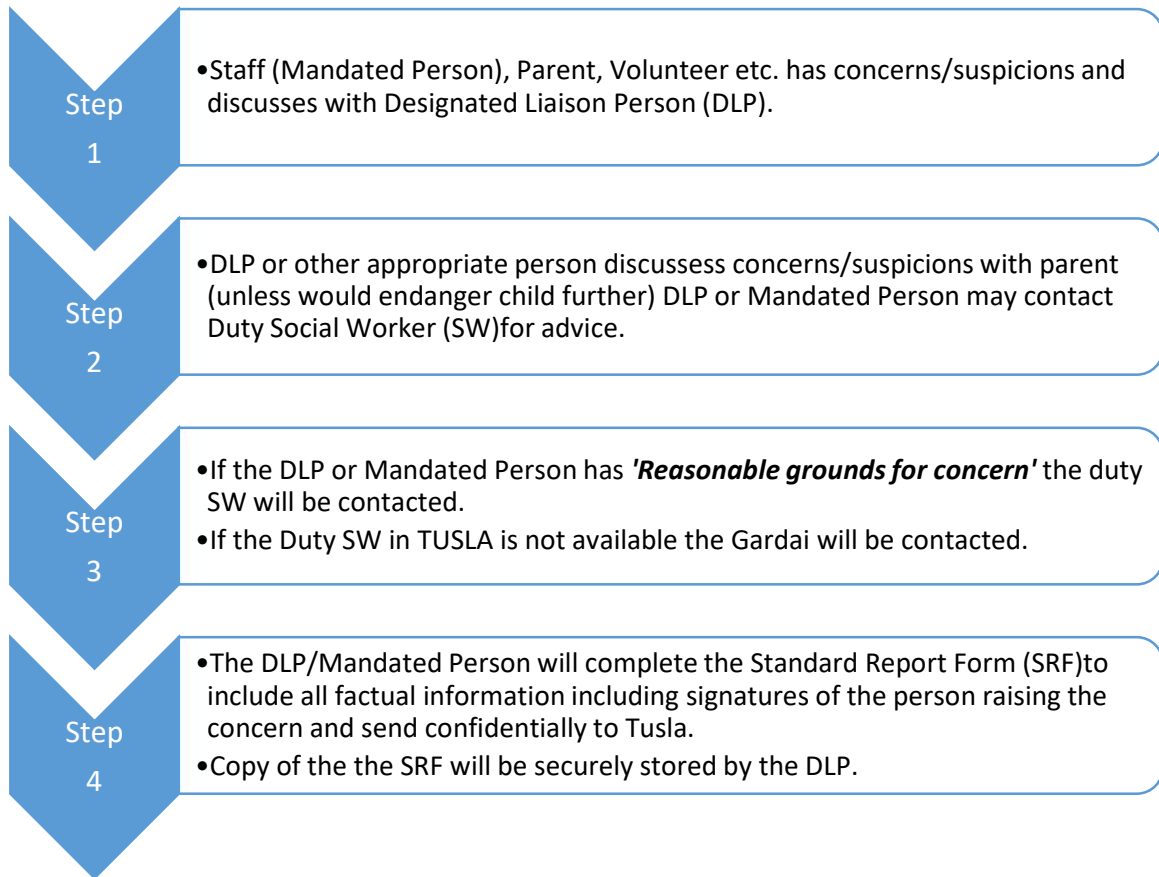 Step
1
•Staff (Mandated Person), Parent, Volunteer etc. has concerns/suspicions and
discusses with Designated Liaison Person (DLP).
Step
2
•DLP or other appropriate person discussess concerns/suspicions with parent
(unless would endanger child further) DLP or Mandated Person may contact
Duty Social Worker (SW)for advice.
Step
3
•If the DLP or Mandated Person has 'Reasonable grounds for concern' the duty
SW will be contacted.
•If the Duty SW in TUSLA is not available the Gardai will be contacted.
Step
4
•The DLP/Mandated Person will complete the Standard Report Form (SRF)to
include all factual information including signatures of the person raising the
concern and send confidentially to Tusla.
•Copy of the the SRF will be securely stored by the DLP.